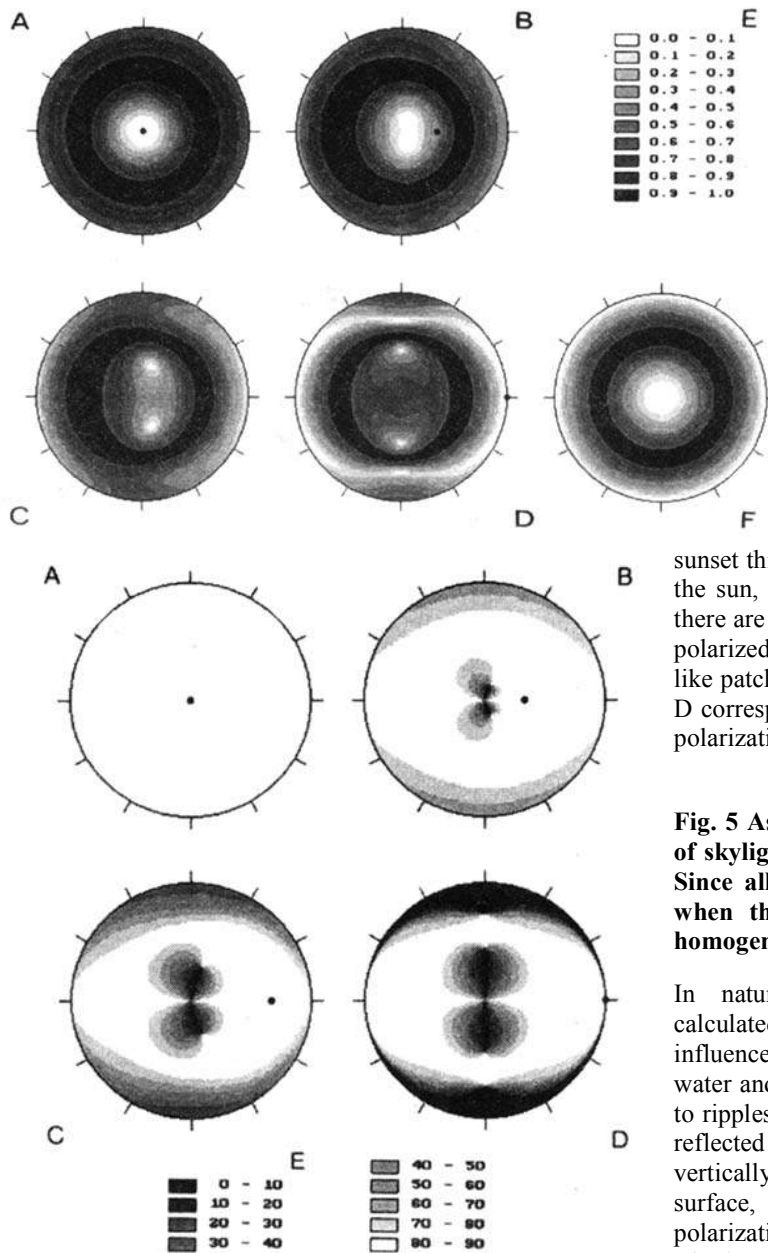 A
B
E
0.0 - 0.1
0.1 - 0.2
0.2 - 0.3
0.3 - 0.4
0.4 - 0.5
0.5 - 0.6
0.6 - 0.7
0.7 - 0.8
0.8 - 0.9
0.9 - 1.0
C
D
F
A
B
C
D
E
0 - 10
10 - 20
20 - 30
30 - 40
40 - 50
50 - 60
60 - 70
70 - 80
80 - 90
the sun,
there are
polarized
like patch
D corresp
polarizati
Fig. 5 As
of skylig
Since all
when th
homogen
In natur
calculated
influence
water and
to ripples
reflected
vertically
surface,
polarizati